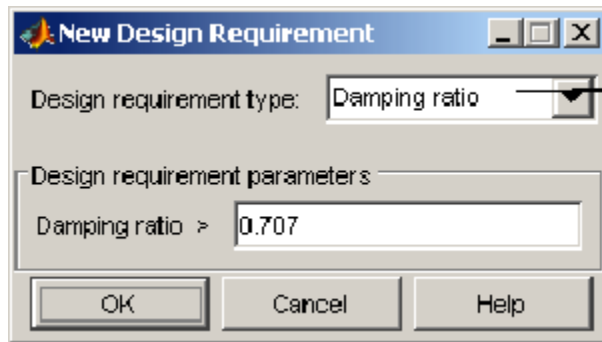 New Design Requirement
Design requirement type: Damping ratio
Design requirement parameters
Damping ratio > 0.707
OK Cancel Help